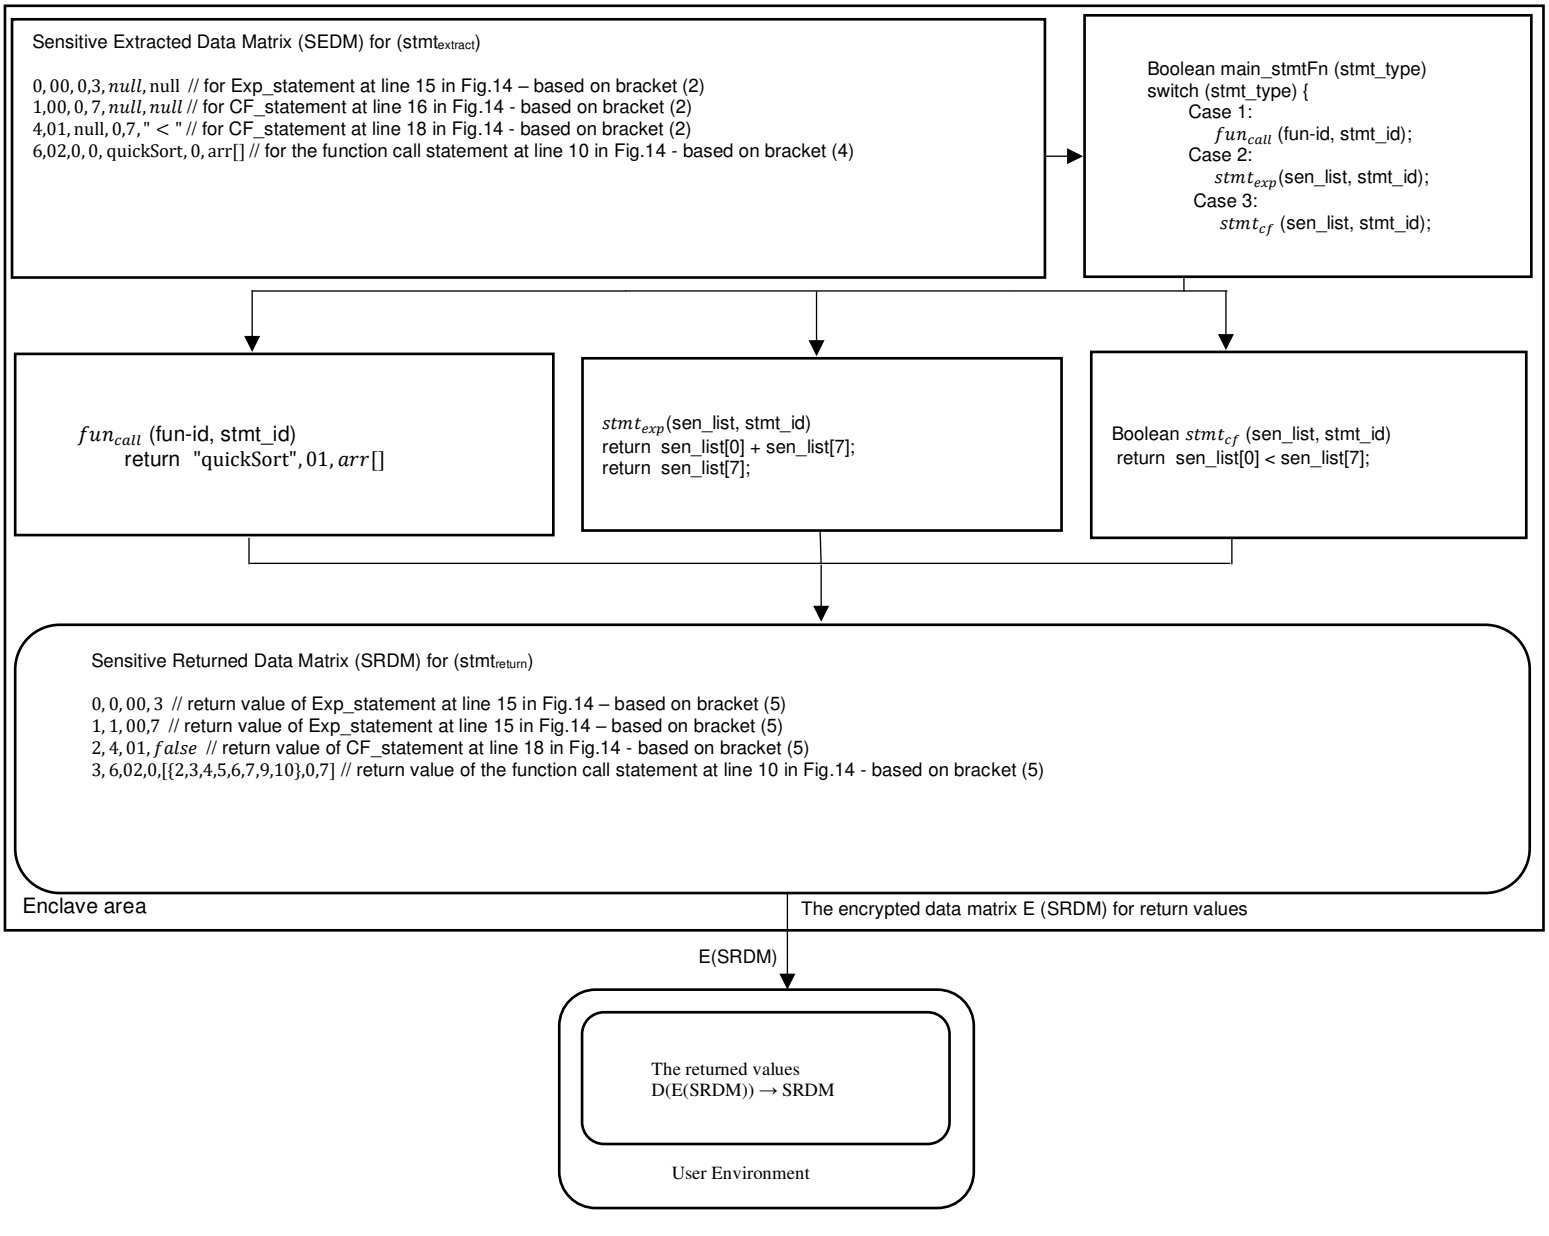 Sensitive Extracted Data Matrix (SEDM) for (stmtextract)
0, 00, 0,3, null, null // for Exp_statement at line 15 in Fig.14 – based on bracket (2)
1,00, 0, 7, null, null // for CF_statement at line 16 in Fig.14 - based on bracket (2)
4,01, null, 0,7, " < " // for CF_statement at line 18 in Fig.14 - based on bracket (2)
6,02,0, 0, quickSort, 0, arr[] // for the function call statement at line 10 in Fig.14 - based on bracket (4)
Boolean main_stmtFn (stmt_type)
switch (stmt_type) {
Case 1:
fun_call (fun-id, stmt_id);
Case 2:
stmt_exp(sen_list, stmt_id);
Case 3:
stmt_cf (sen_list, stmt_id);
fun_call (fun-id, stmt_id)
return "quickSort", 01, arr[]
stmt_exp(sen_list, stmt_id)
return sen_list[0] + sen_list[7];
return sen_list[7];
Boolean stmt_cf (sen_list, stmt_id)
return sen_list[0] < sen_list[7];
Sensitive Returned Data Matrix (SRDM) for (stmtreturn)
0, 0, 00, 3 // return value of Exp_statement at line 15 in Fig.14 – based on bracket (5)
1, 1, 00,7 // return value of Exp_statement at line 15 in Fig.14 – based on bracket (5)
2, 4, 01, false // return value of CF_statement at line 18 in Fig.14 - based on bracket (5)
3, 6,02,0,[{2,3,4,5,6,7,9,10},0,7] // return value of the function call statement at line 10 in Fig.14 - based on bracket (5)
Enclave area
The encrypted data matrix E (SRDM) for return values
E(SRDM)
The returned values
D(E(SRDM)) → SRDM
User Environment